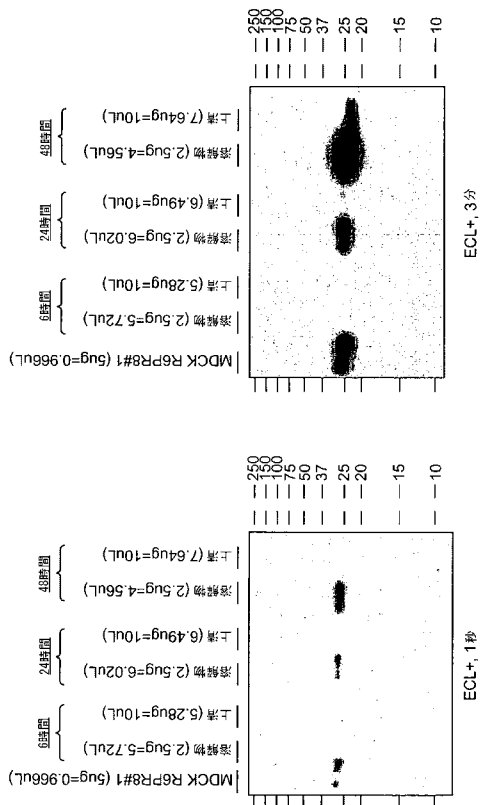 6時間
24時間
48時間
MDCK R6PR8#1 (5ug=0.966uL)
溶解物 (2.5ug=5.72uL)
上清 (5.28ug=10uL)
溶解物 (2.5ug=6.02uL)
上清 (6.49ug=10uL)
溶解物 (2.5ug=4.56uL)
上清 (7.64ug=10uL)
250
150
100
75
50
37
25
20
15
10
ECL+, 1秒
6時間
24時間
48時間
MDCK R6PR8#1 (5ug=0.966uL)
溶解物 (2.5ug=5.72uL)
上清 (5.28ug=10uL)
溶解物 (2.5ug=6.02uL)
上清 (6.49ug=10uL)
溶解物 (2.5ug=4.56uL)
上清 (7.64ug=10uL)
250
150
100
75
50
37
25
20
15
10
ECL+, 3分